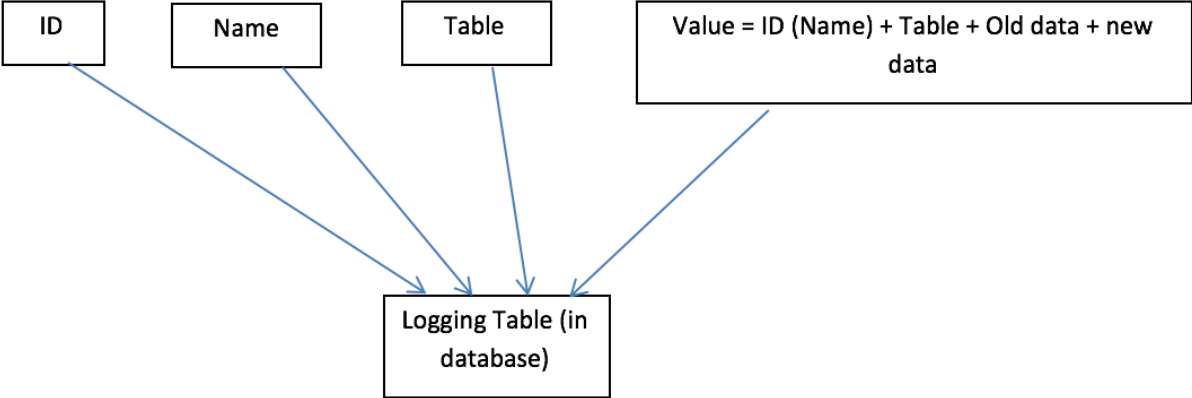 ID
Name
Table
Value = ID (Name) + Table + Old data + new
data
Logging Table (in
database)